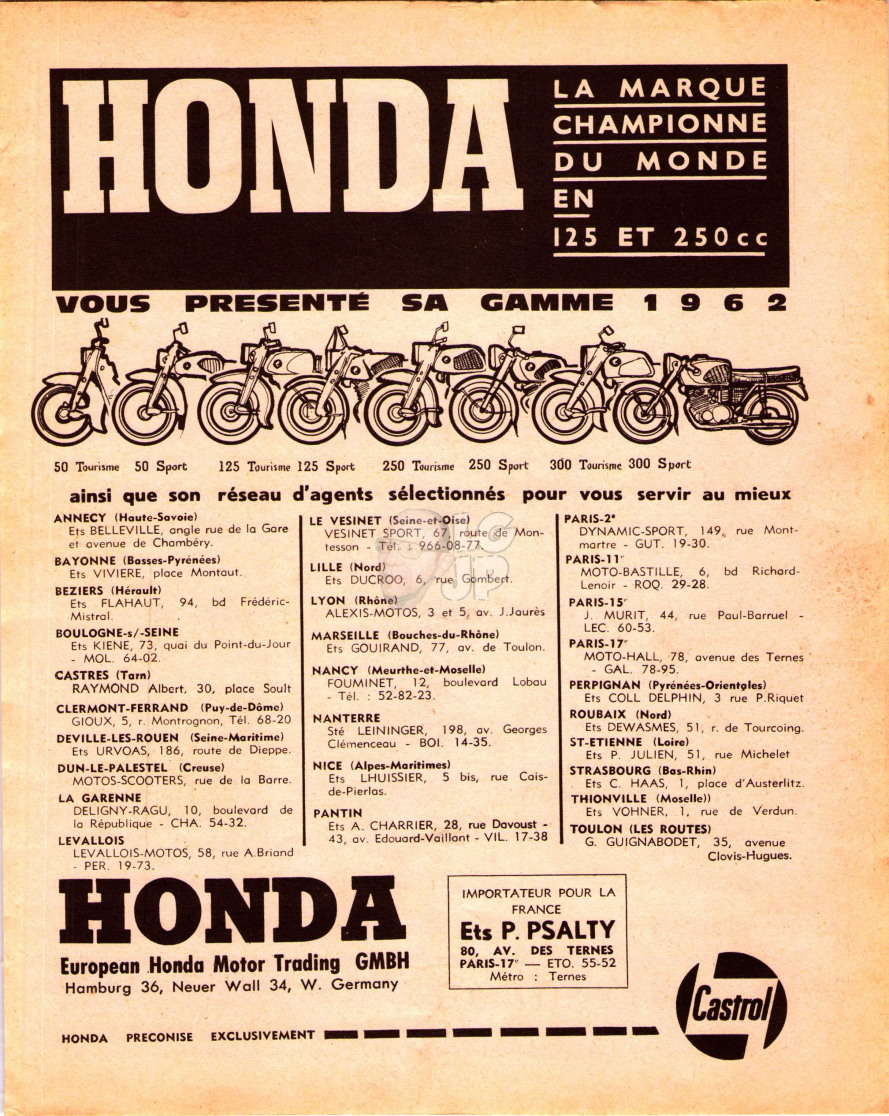 HONDA
LA MARQUE
CHAMPIONNE
DU MONDE
EN
125 ET 250cc
VOUS PRESENTÉ SA GAMME 1962
50 Tourisme 50 Sport 125 Tourisme 125 Sport 250 Tourisme 250 Sport 300 Tourisme 300 Sport
ainsi que son réseau d'agents sélectionnés pour vous servir au mieux
ANNECY (Haute-Savoie)
Ets BELLEVILLE, angle rue de la Gare
et avenue de Chambéry.
BAYONNE (Basses-Pyrénées)
Ets VIVIERE, place Montaut.
BEZIERS (Hérault)
Ets FLAHAUT, 94, bd Frédéric-
Mistral.
BOULOGNE-s/-SEINE
Ets KIENE, 73, quai du Point-du-Jour
- MOL. 64-02.
CASTRES (Tarn)
RAYMOND Albert, 30, place Soult
CLERMONT-FERRAND (Puy-de-Dôme)
GIOUX, 5, r. Montrognon, Tél. 68-20
DEVILLE-LES-ROUEN (Seine-Maritime)
Ets URVOAS, 186, route de Dieppe.
DUN-LE-PALESTEL (Creuse)
MOTOS-SCOOTERS, rue de la Barre.
LA GARENNE
DELIGNY-RAGU, 10, boulevard de
la République - CHA. 54-32.
LEVALLOIS
LEVALLOIS-MOTOS, 58, rue A.Briand
- PER. 19-73.
LE VESINET (Seine-et-Oise)
VESINET SPORT, 67, route de Mon-
tesson - Tél. : 966-08-77.
LILLE (Nord)
Ets DUCROO, 6, rue Gombert.
LYON (Rhône)
ALEXIS-MOTOS, 3 et 5, av. J.Jaurès
MARSEILLE (Bouches-du-Rhône)
Ets GOUIRAND, 77, av. de Toulon.
NANCY (Meurthe-et-Moselle)
FOUMINET, 12, boulevard Lobau
- Tél. : 52-82-23.
NANTERRE
Sté LEININGER, 198, av. Georges
Clémenceau - BOI. 14-35.
NICE (Alpes-Maritimes)
Ets LHUISSIER, 5 bis, rue Cais-
de-Pierlas.
PANTIN
Ets A. CHARRIER, 28, rue Davoust -
43, av. Edouard-Vaillant - VIL. 17-38
PARIS-2e
DYNAMIC-SPORT, 149, rue Mont-
martre - GUT. 19-30.
PARIS-11e
MOTO-BASTILLE, 6, bd Richard-
Lenoir - ROQ. 29-28.
PARIS-15e
J. MURIT, 44, rue Paul-Barruel -
LEC. 60-53.
PARIS-17e
MOTO-HALL, 78, avenue des Ternes
- GAL. 78-95.
PERPIGNAN (Pyrénées-Orientales)
Ets COLL DELPHIN, 3 rue P.Riquet
ROUBAIX (Nord)
Ets DEWASMES, 51, r. de Tourcoing.
ST-ETIENNE (Loire)
Ets P. JULIEN, 51, rue Michelet
STRASBOURG (Bas-Rhin)
Ets C. HAAS, 1, place d'Austerlitz.
THIONVILLE (Moselle))
Ets VOHNER, 1, rue de Verdun.
TOULON (LES ROUTES)
G. GUIGNABODET, 35, avenue
Clovis-Hugues.
HONDA
European Honda Motor Trading GMBH
Hamburg 36, Neuer Wall 34, W. Germany
IMPORTATEUR POUR LA
FRANCE
Ets P. PSALTY
80, AV. DES TERNES
PARIS-17e — ETO. 55-52
Métro : Ternes
HONDA PRECONISE EXCLUSIVEMENT
Castrol